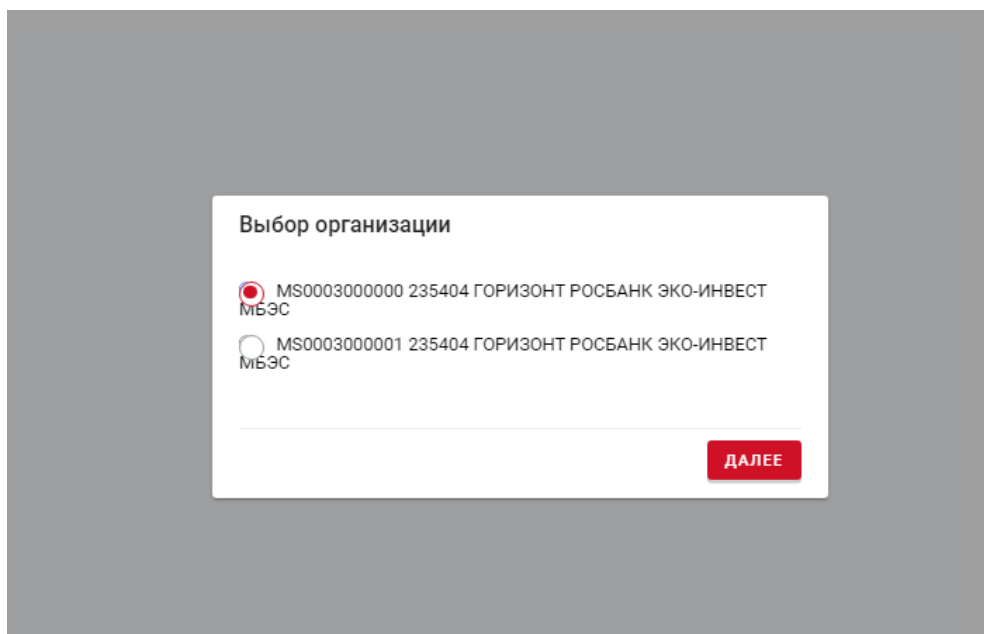 Выбор организации
MS0003000000 235404 ГОРИЗОНТ РОСБАНК ЭКО-ИНВЕСТ
МБЭС
MS0003000001 235404 ГОРИЗОНТ РОСБАНК ЭКО-ИНВЕСТ
МБЭС
ДАЛЕЕ